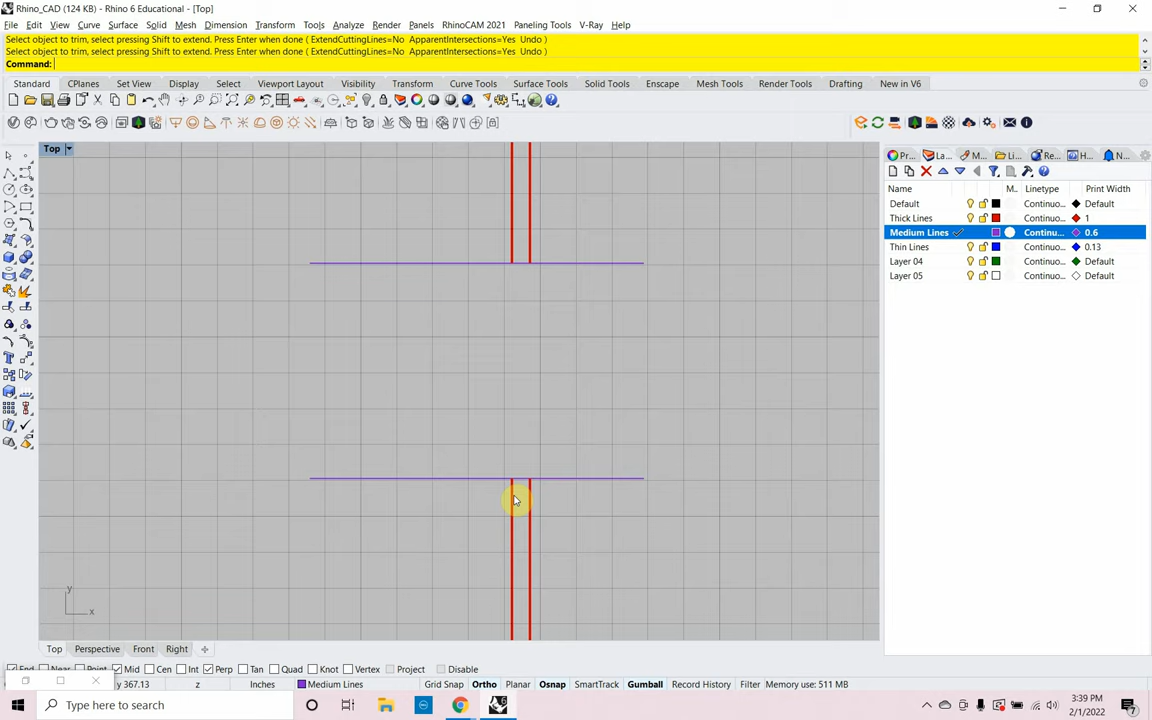 Rhino_CAD (124 KB) - Rhino 6 Educational - [Top]
File Edit View Curve Surface Solid Mesh Dimension Transform Tools Analyze Render Panels RhinoCAM 2021 Paneling Tools V-Ray Help
Select object to trim, select pressing Shift to extend. Press Enter when done ( ExtendCuttingLines=No ApparentIntersections=Yes Undo )
Select object to trim, select pressing Shift to extend. Press Enter when done ( ExtendCuttingLines=No ApparentIntersections=Yes Undo )
Command:
Standard CPlanes Set View Display Select Viewport Layout Visibility Transform Curve Tools Surface Tools Solid Tools Enscape Mesh Tools Render Tools Drafting New in V6
Top
Pr... La... M... Li... Re... H... N...
Name M.. Linetype Print Width
Default Continuo... Default
Thick Lines Continuo... 1
Medium Lines Continu... 0.6
Thin Lines Continuo... 0.13
Layer 04 Continuo... Default
Layer 05 Continuo... Default
y
x
Top Perspective Front Right
End Near Point Mid Cen Int Perp Tan Quad Knot Vertex Project Disable
y 367.13 z Inches Medium Lines Grid Snap Ortho Planar Osnap SmartTrack Gumball Record History Filter Memory use: 511 MB
Type here to search
3:39 PM
2/1/2022